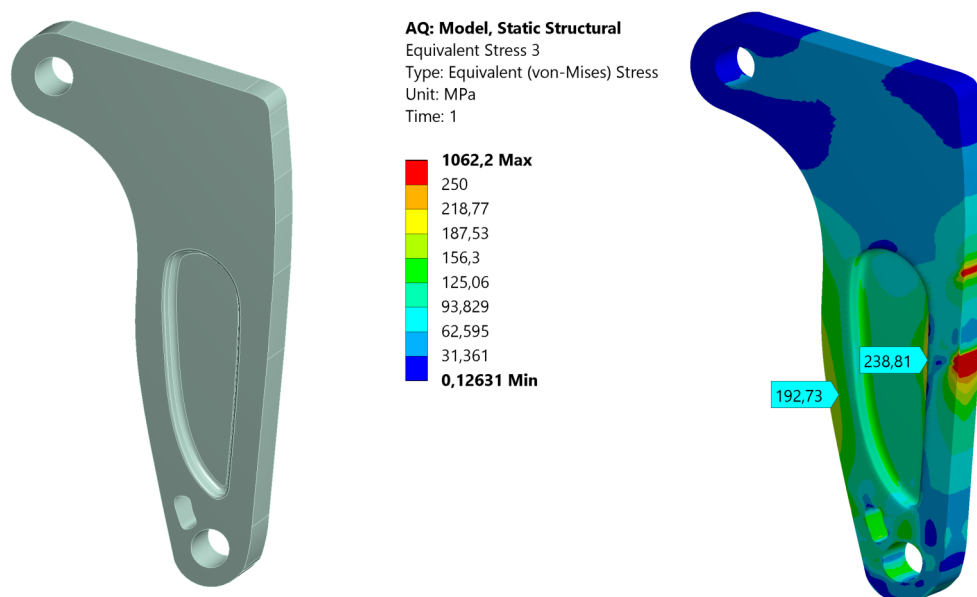 AQ: Model, Static Structural
Equivalent Stress 3
Type: Equivalent (von-Mises) Stress
Unit: MPa
Time: 1
1062,2 Max
250
218,77
187,53
156,3
125,06
93,829
62,595
31,361
0,12631 Min
238,81
192,73